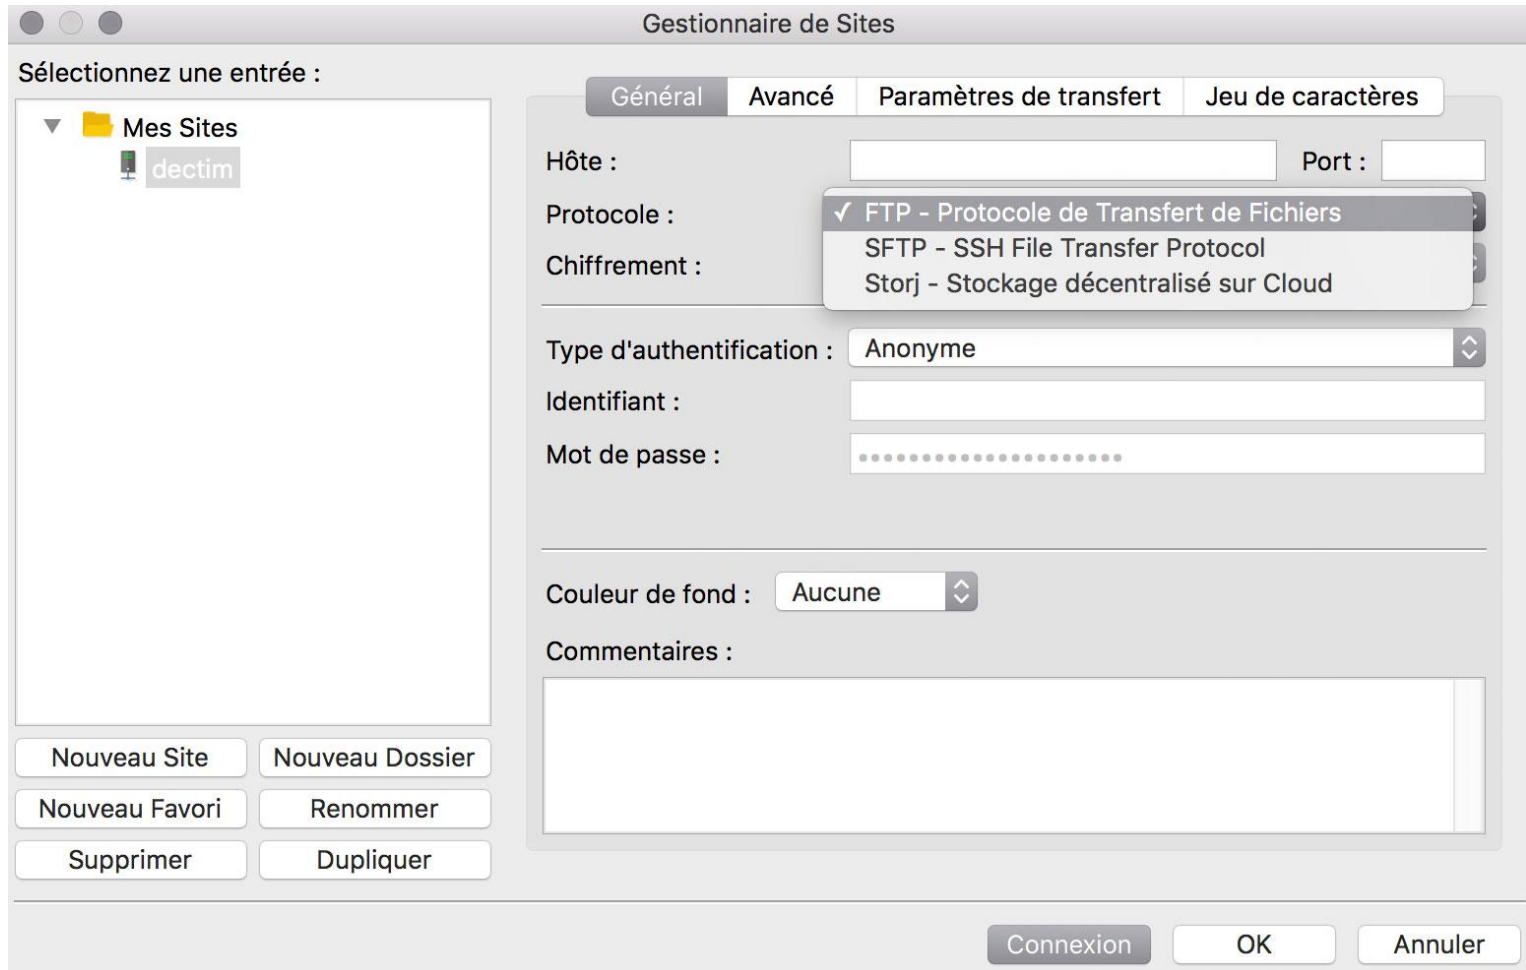 Gestionnaire de Sites
Sélectionnez une entrée :
Mes Sites
dectim
Nouveau Site
Nouveau Dossier
Nouveau Favori
Renommer
Supprimer
Dupliquer
Général
Avancé
Paramètres de transfert
Jeu de caractères
Hôte :
Port :
Protocole :
✓ FTP - Protocole de Transfert de Fichiers
SFTP - SSH File Transfer Protocol
Storj - Stockage décentralisé sur Cloud
Chiffrement :
Type d'authentification :
Anonyme
Identifiant :
Mot de passe :
•••••••••••••••••••••
Couleur de fond :
Aucune
Commentaires :
Connexion
OK
Annuler